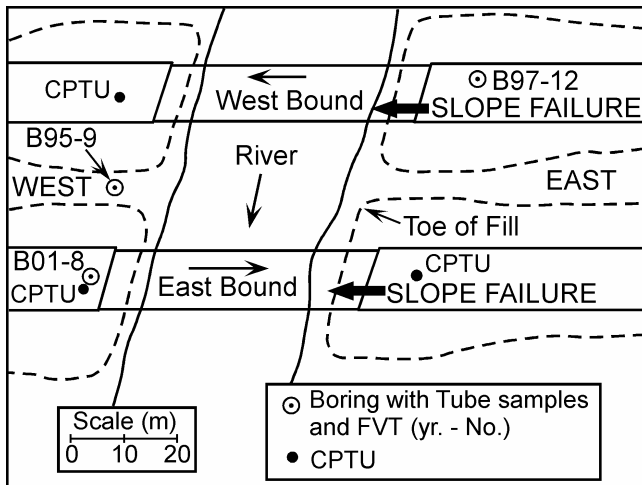 CPTU
West Bound
B97-12
SLOPE FAILURE
B95-9
River
WEST
EAST
Toe of Fill
B01-8
CPTU
East Bound
CPTU
SLOPE FAILURE
Scale (m)
0 10 20
Boring with Tube samples
and FVT (yr. - No.)
CPTU